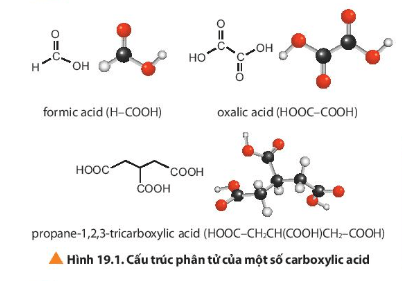 O
H C OH
O
HO C C OH
O
formic acid (H–COOH)
oxalic acid (HOOC–COOH)
HOOC COOH
COOH
propane-1,2,3-tricarboxylic acid (HOOC–CH₂CH(COOH)CH₂–COOH)
Hình 19.1. Cấu trúc phân tử của một số carboxylic acid